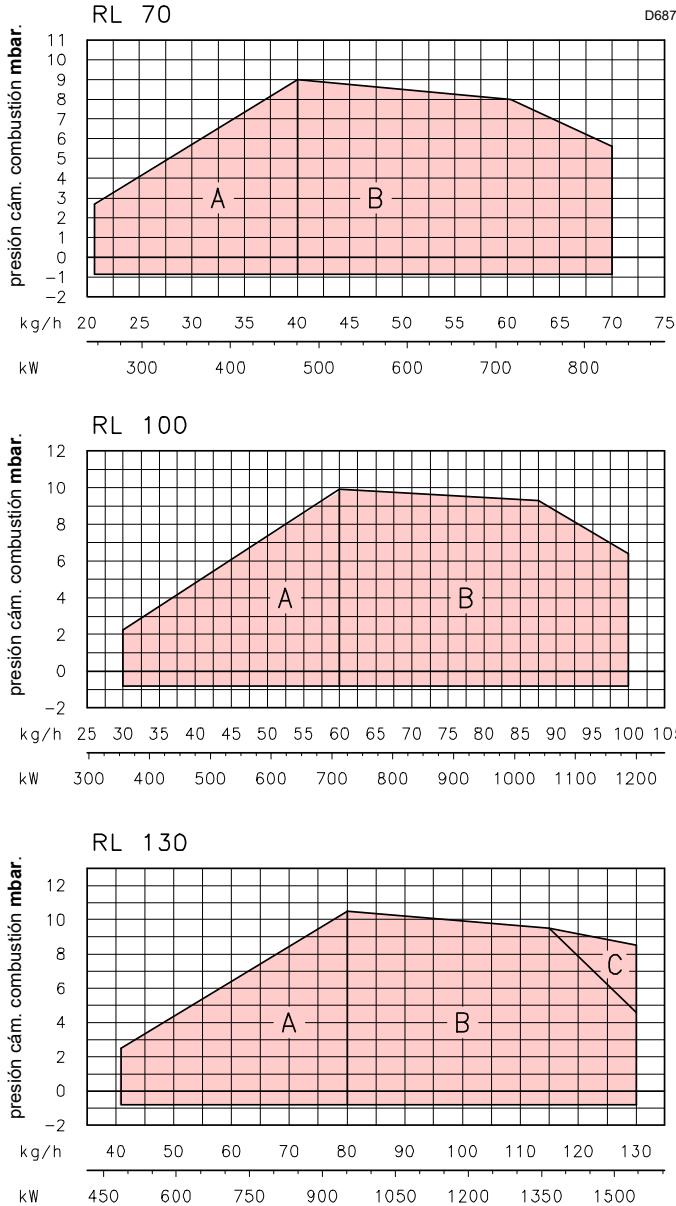 RL 70
D687
presión cám. combustión mbar.
11
10
9
8
7
6
5
4
3
2
1
0
−1
−2
A
B
kg/h 20 25 30 35 40 45 50 55 60 65 70 75
kW 300 400 500 600 700 800
RL 100
presión cám. combustión mbar.
12
10
8
6
4
2
0
−2
A
B
kg/h 25 30 35 40 45 50 55 60 65 70 75 80 85 90 95 100 105
kW 300 400 500 600 700 800 900 1000 1100 1200
RL 130
presión cám. combustión mbar.
12
10
8
6
4
2
0
−2
A
B
C
kg/h 40 50 60 70 80 90 100 110 120 130
kW 450 600 750 900 1050 1200 1350 1500